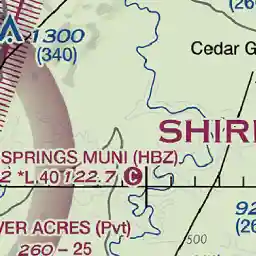 1300
(340)
(26
Cedar G
SHIR
SPRINGS MUNI (HBZ)
2 *L 40 122.7 C
92
(26
VER ACRES (Pvt)
260 - 25
500